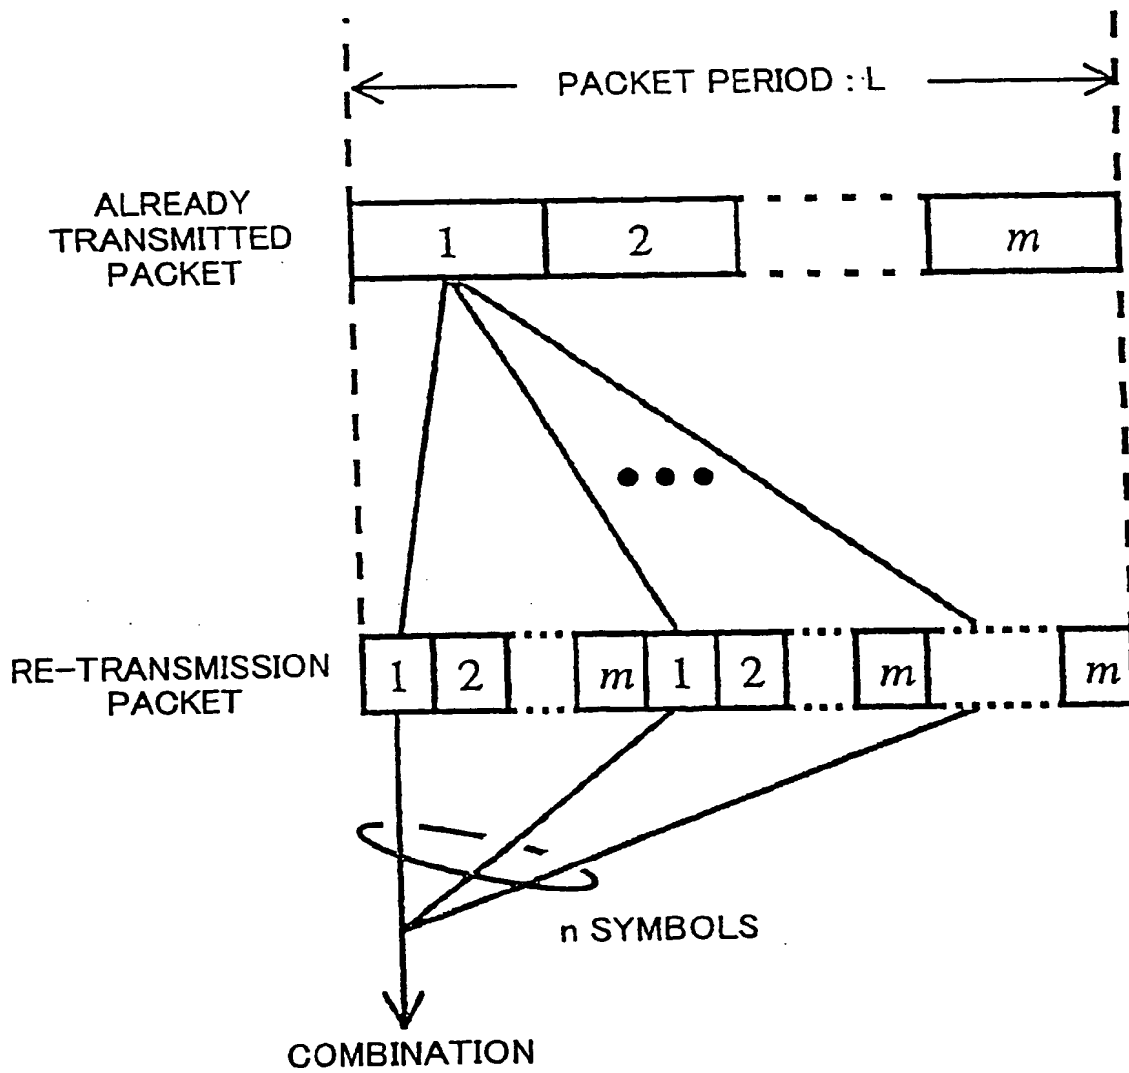 PACKET PERIOD : L
ALREADY
TRANSMITTED
PACKET
1 2 m
RE-TRANSMISSION
PACKET
1 2 m 1 2 m m
n SYMBOLS
COMBINATION